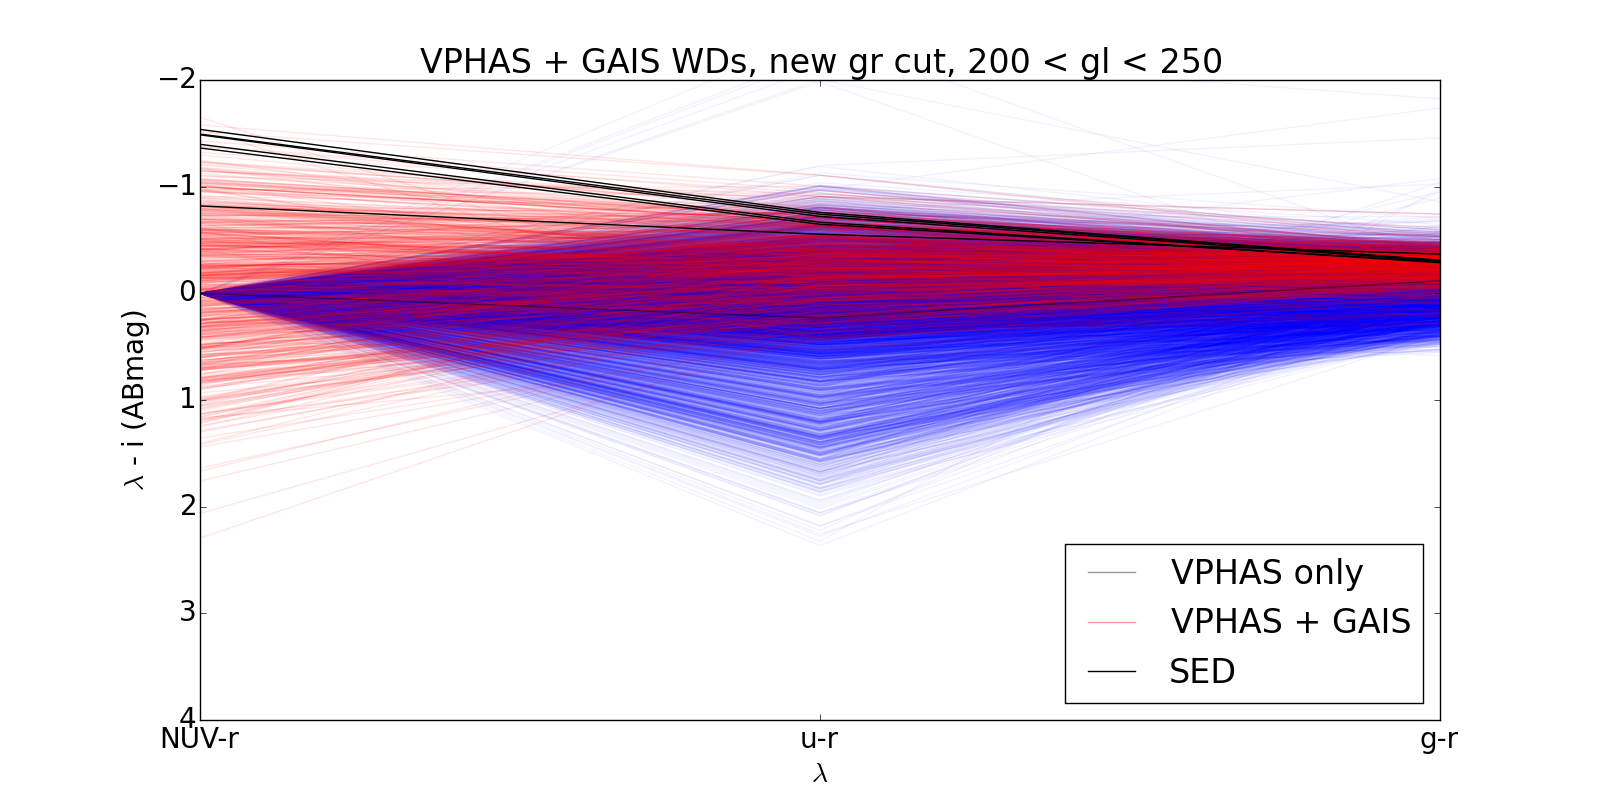 VPHAS + GAIS WDs, new gr cut, 200 < gl < 250
−2
−1
0
1
2
3
4
λ - i (ABmag)
NUV-r
u-r
g-r
λ
VPHAS only
VPHAS + GAIS
SED